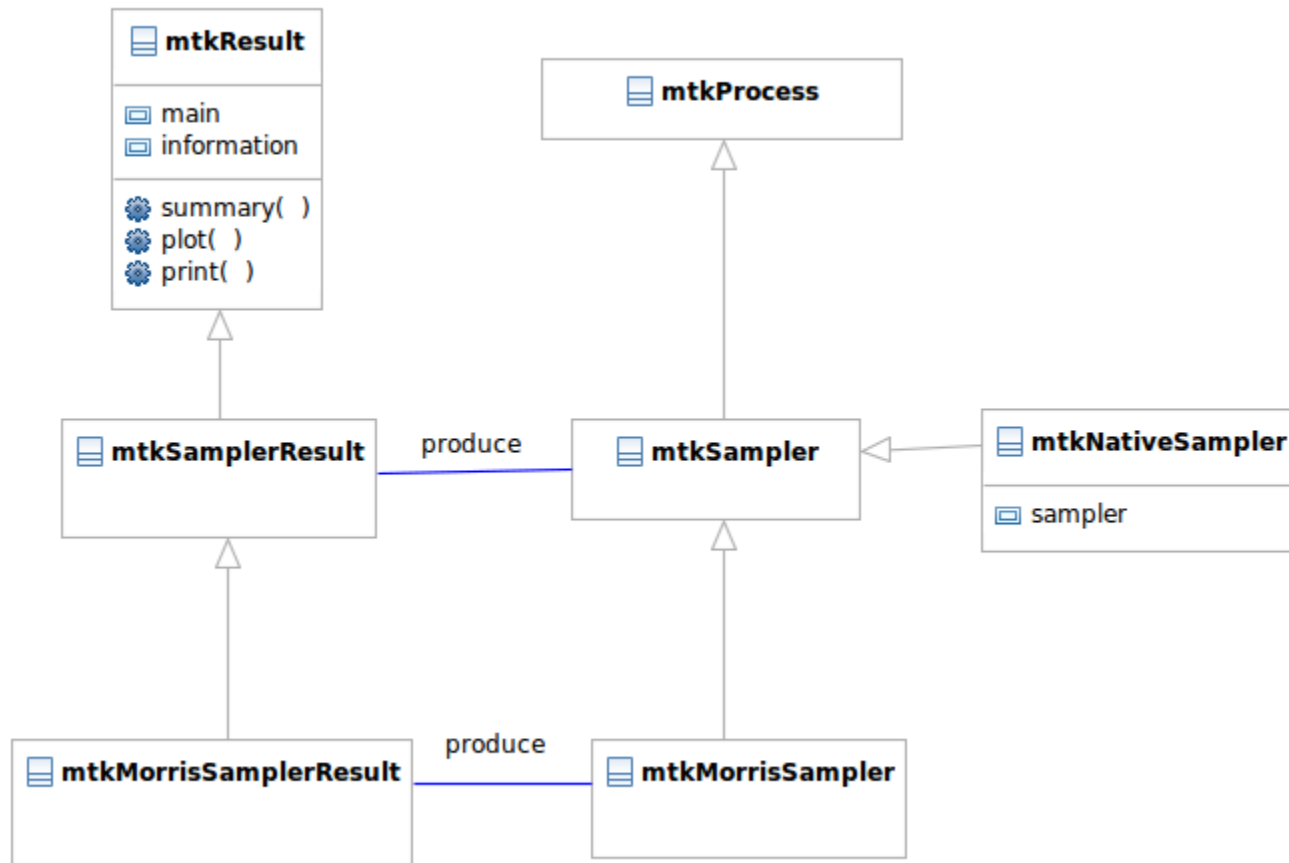 mtkResult
main
information
summary(  )
plot(  )
print(  )
mtkProcess
mtkSamplerResult
produce
mtkSampler
mtkNativeSampler
sampler
mtkMorrisSamplerResult
produce
mtkMorrisSampler